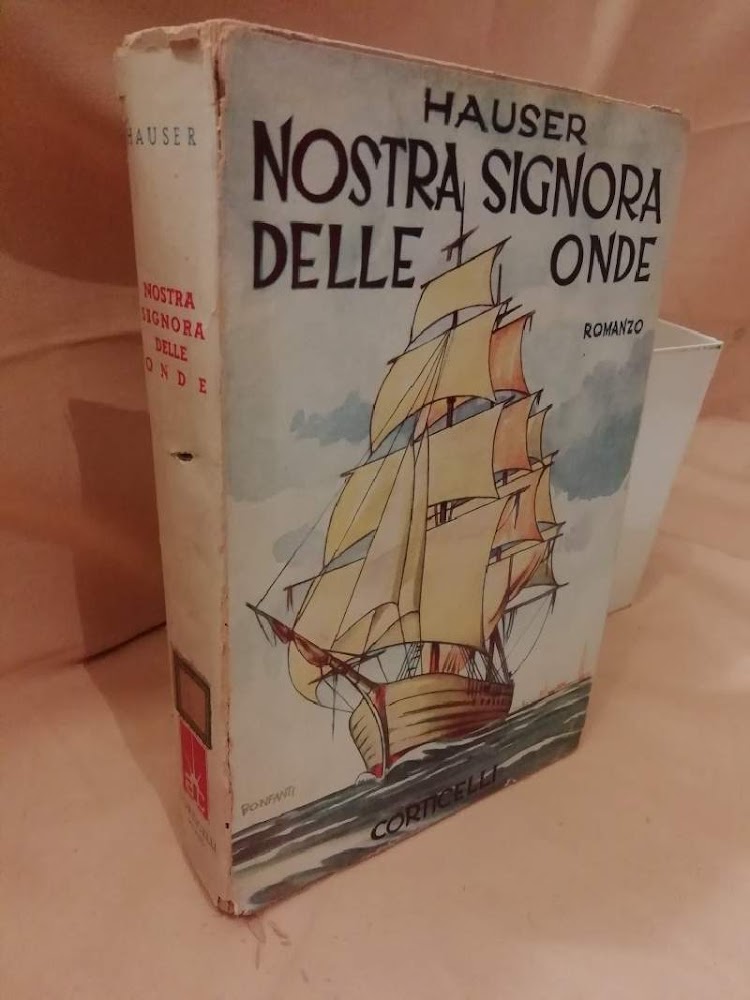 HAUSER
NOSTRA SIGNORA
DELLE ONDE
ROMANZO
BONFANTI
CORTICELLI
HAUSER
NOSTRA
SIGNORA
DELLE
ONDE